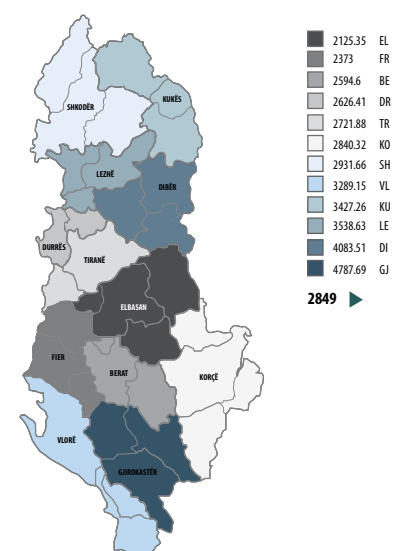 2125.35 EL
2373 FR
2594.6 BE
2626.41 DR
2721.88 TR
2840.32 KO
2931.66 SH
3289.15 VL
3427.26 KU
3538.63 LE
4083.51 DI
4787.69 GJ
2849
KUKËS
SHKODËR
LEZHË
DIBËR
DURRËS
TIRANË
ELBASAN
FIER
BERAT
KORÇË
VLORË
GJIROKASTËR